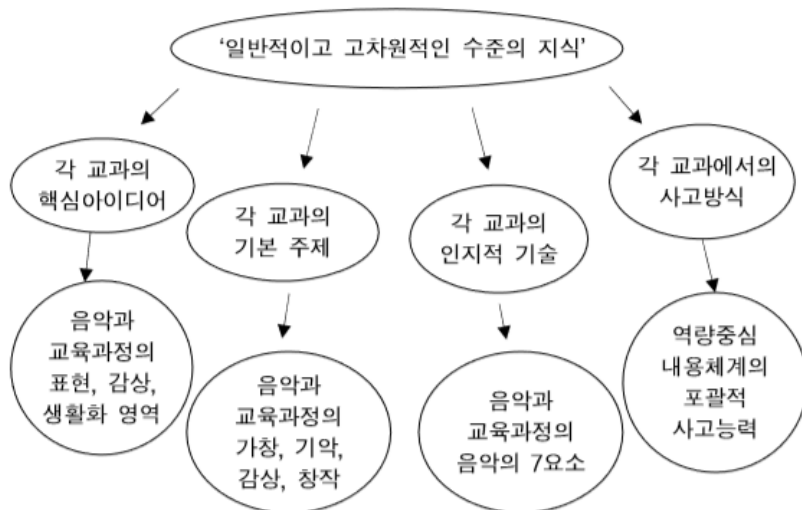 ‘일반적이고 고차원적인 수준의 지식’
각 교과의
핵심아이디어
각 교과의
기본 주제
각 교과의
인지적 기술
각 교과에서의
사고방식
음악과
교육과정의
표현, 감상,
생활화 영역
음악과
교육과정의
가창, 기악,
감상, 창작
음악과
교육과정의
음악의 7요소
역량중심
내용체계의
포괄적
사고능력